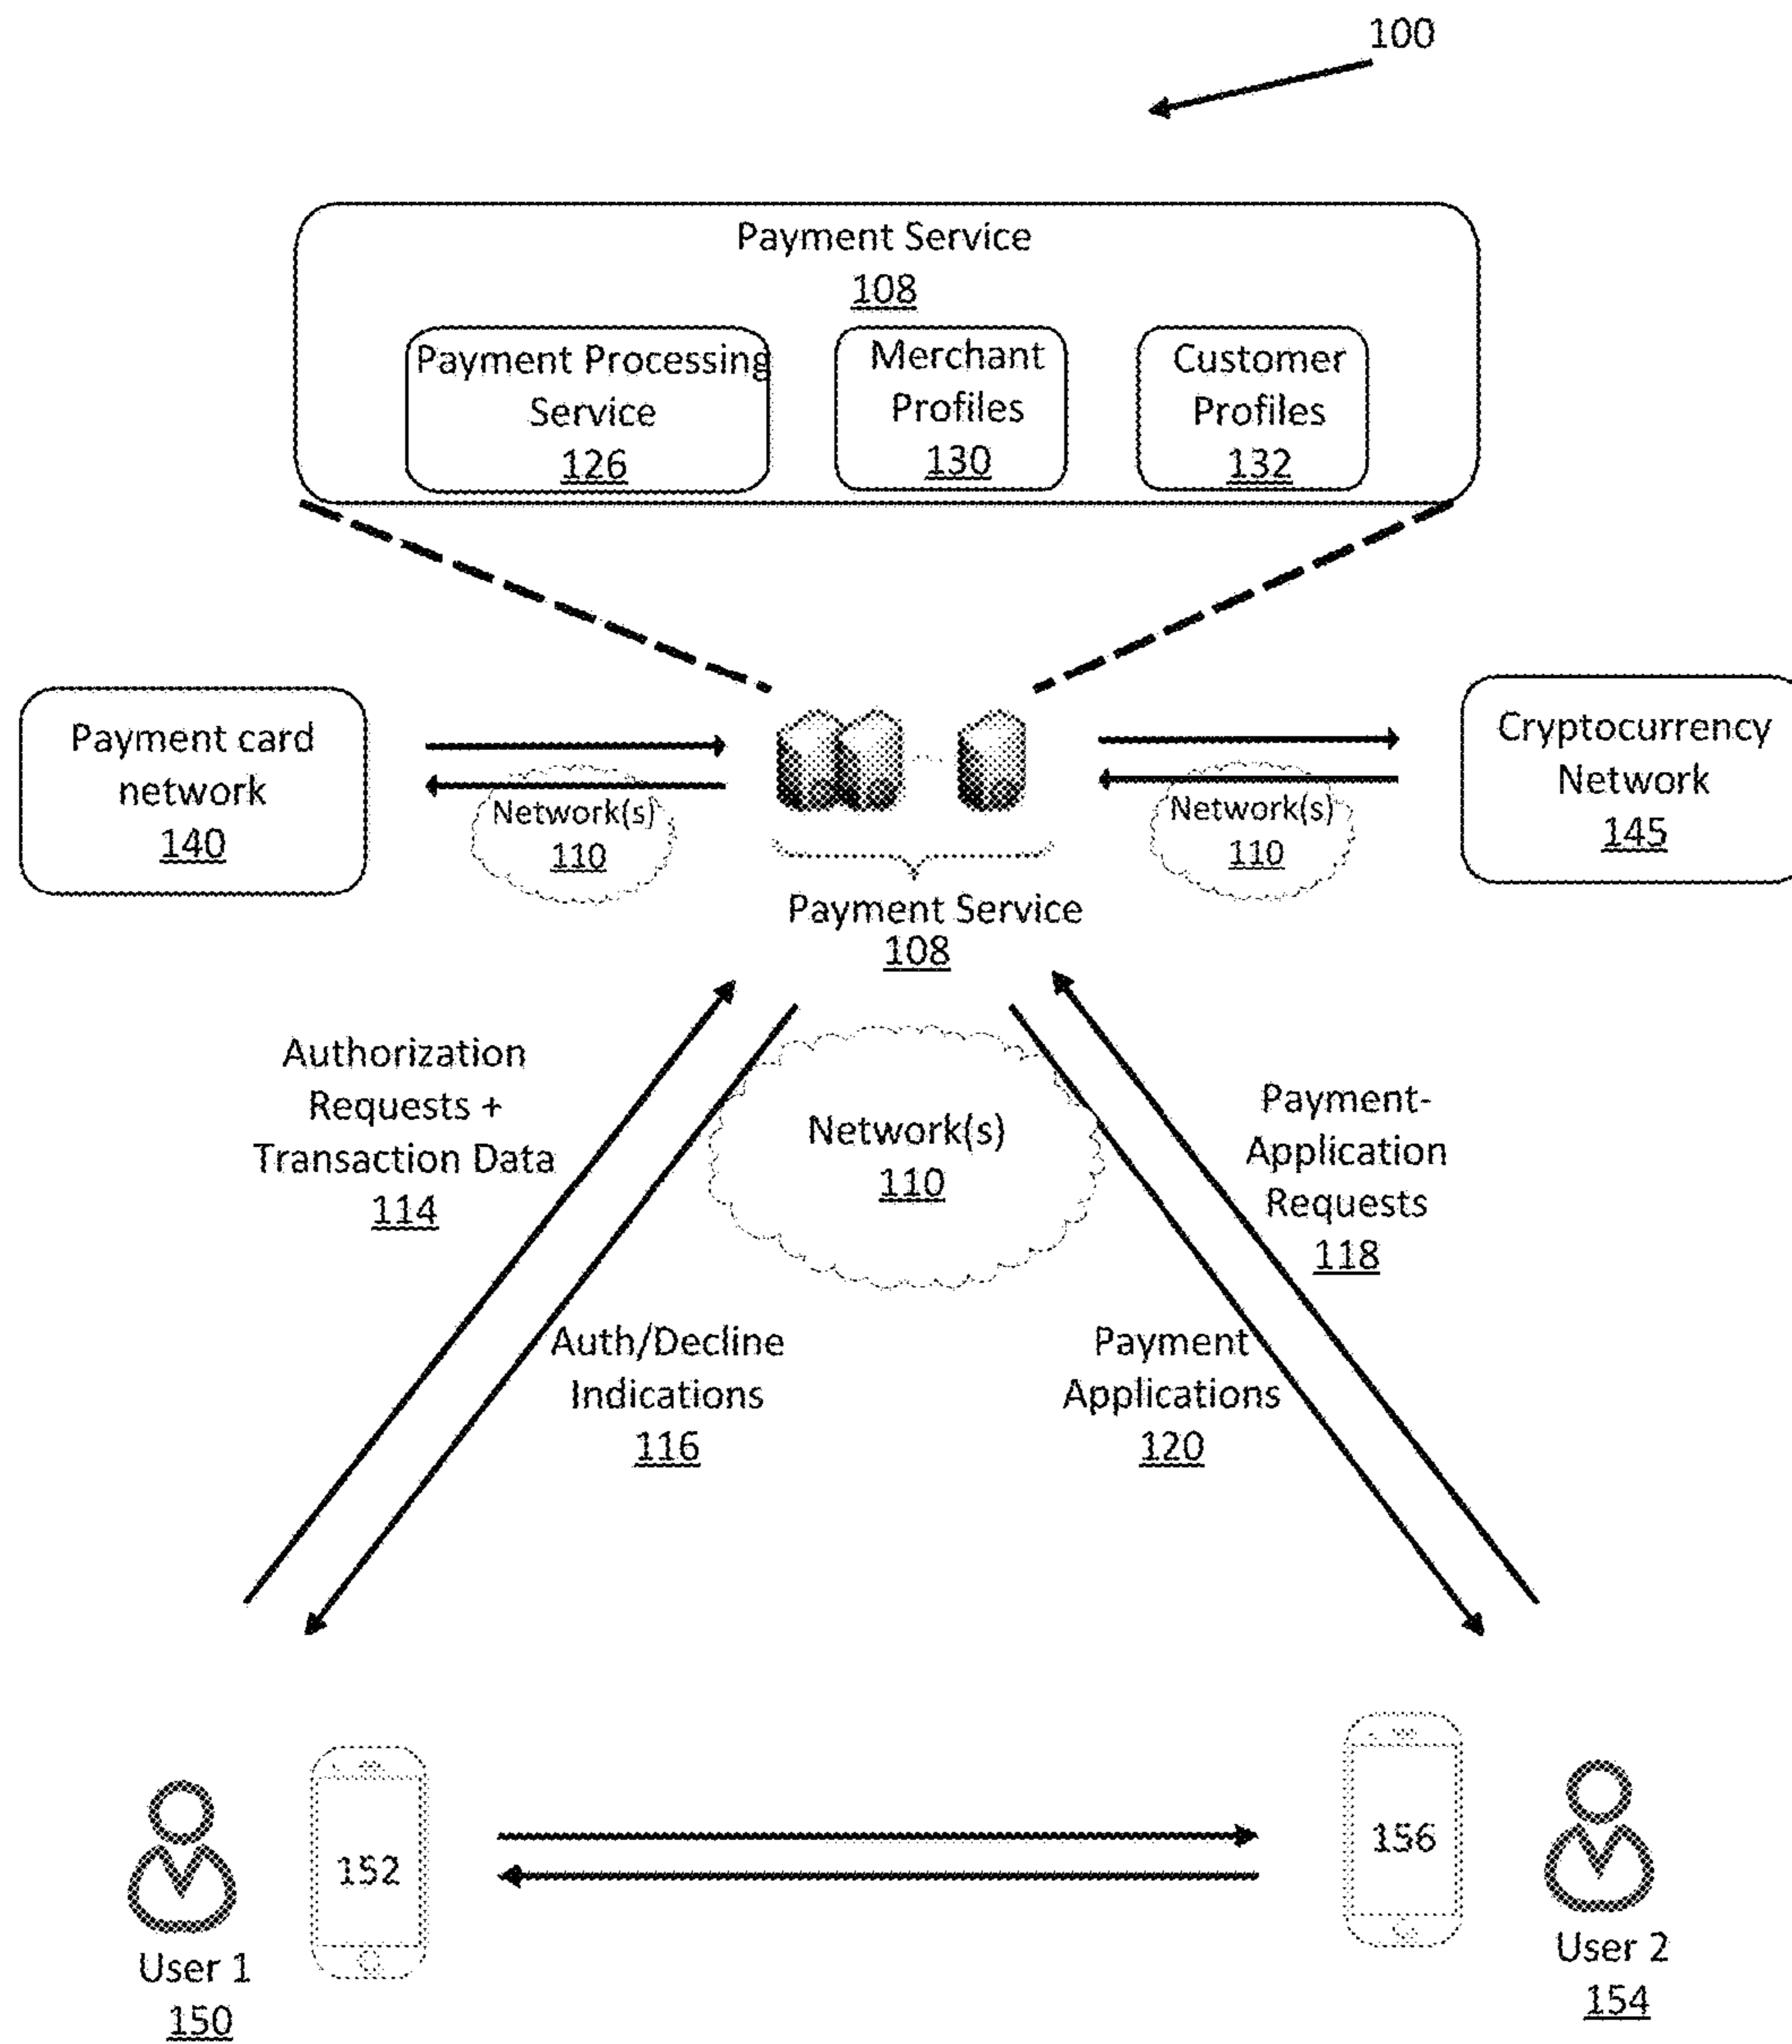 100
Payment Service
108
Payment Processing
Service
126
Merchant
Profiles
130
Customer
Profiles
132
Payment card
network
140
Network(s)
110
Payment Service
108
Network(s)
110
Cryptocurrency
Network
145
Authorization
Requests +
Transaction Data
114
Network(s)
110
Payment-
Application
Requests
118
Auth/Decline
Indications
116
Payment
Applications
120
152
User 1
150
156
User 2
154